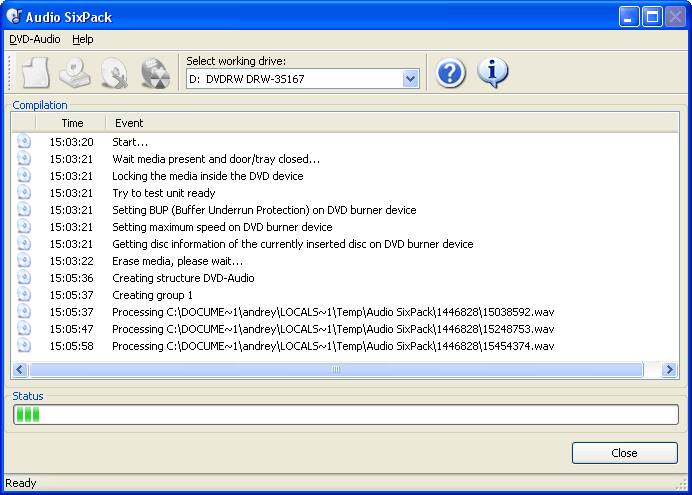 Audio SixPack
DVD-Audio Help
Select working drive:
D: DVDRW DRW-3S167
Compilation
Time Event
15:03:20 Start...
15:03:21 Wait media present and door/tray closed...
15:03:21 Locking the media inside the DVD device
15:03:21 Try to test unit ready
15:03:21 Setting BUP (Buffer Underrun Protection) on DVD burner device
15:03:21 Setting maximum speed on DVD burner device
15:03:21 Getting disc information of the currently inserted disc on DVD burner device
15:03:22 Erase media, please wait...
15:05:36 Creating structure DVD-Audio
15:05:37 Creating group 1
15:05:37 Processing C:\DOCUME~1\andrey\LOCALS~1\Temp\Audio SixPack\1446828\15038592.wav
15:05:47 Processing C:\DOCUME~1\andrey\LOCALS~1\Temp\Audio SixPack\1446828\15248753.wav
15:05:58 Processing C:\DOCUME~1\andrey\LOCALS~1\Temp\Audio SixPack\1446828\15454374.wav
Status
Close
Ready